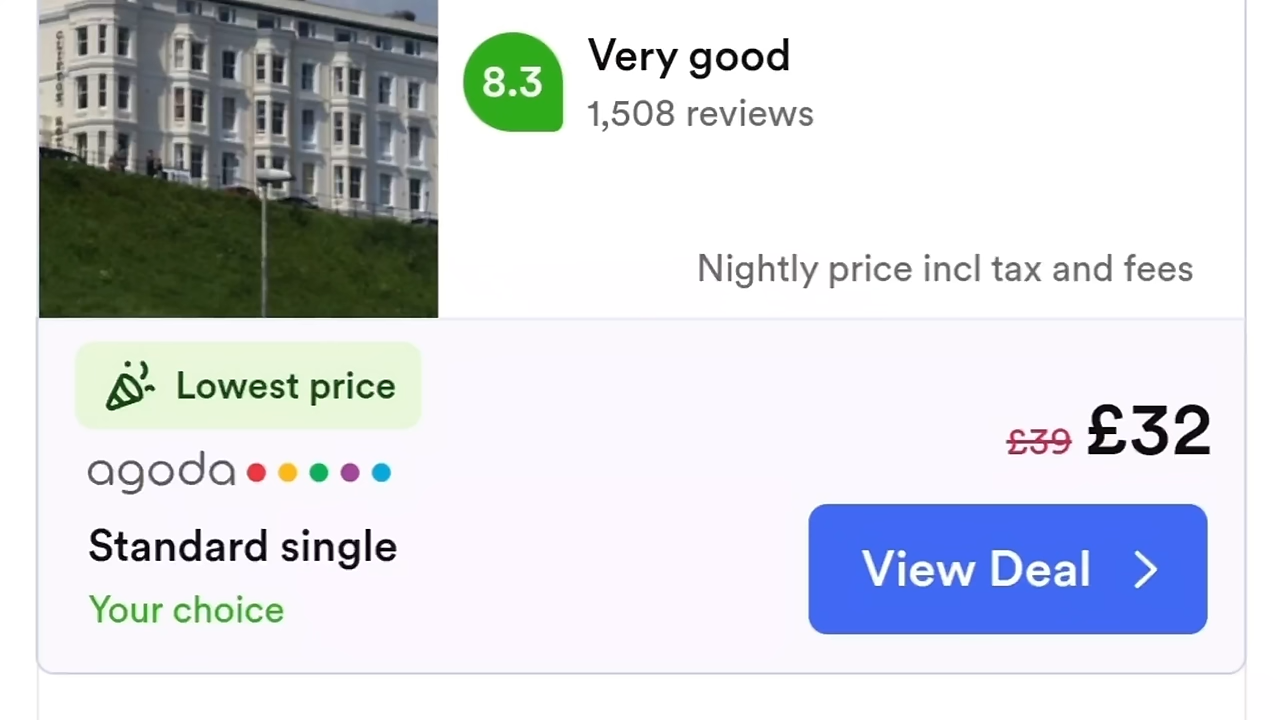 8.3
Very good
1,508 reviews
Nightly price incl tax and fees
Lowest price
agoda
£39 £32
Standard single
View Deal
Your choice